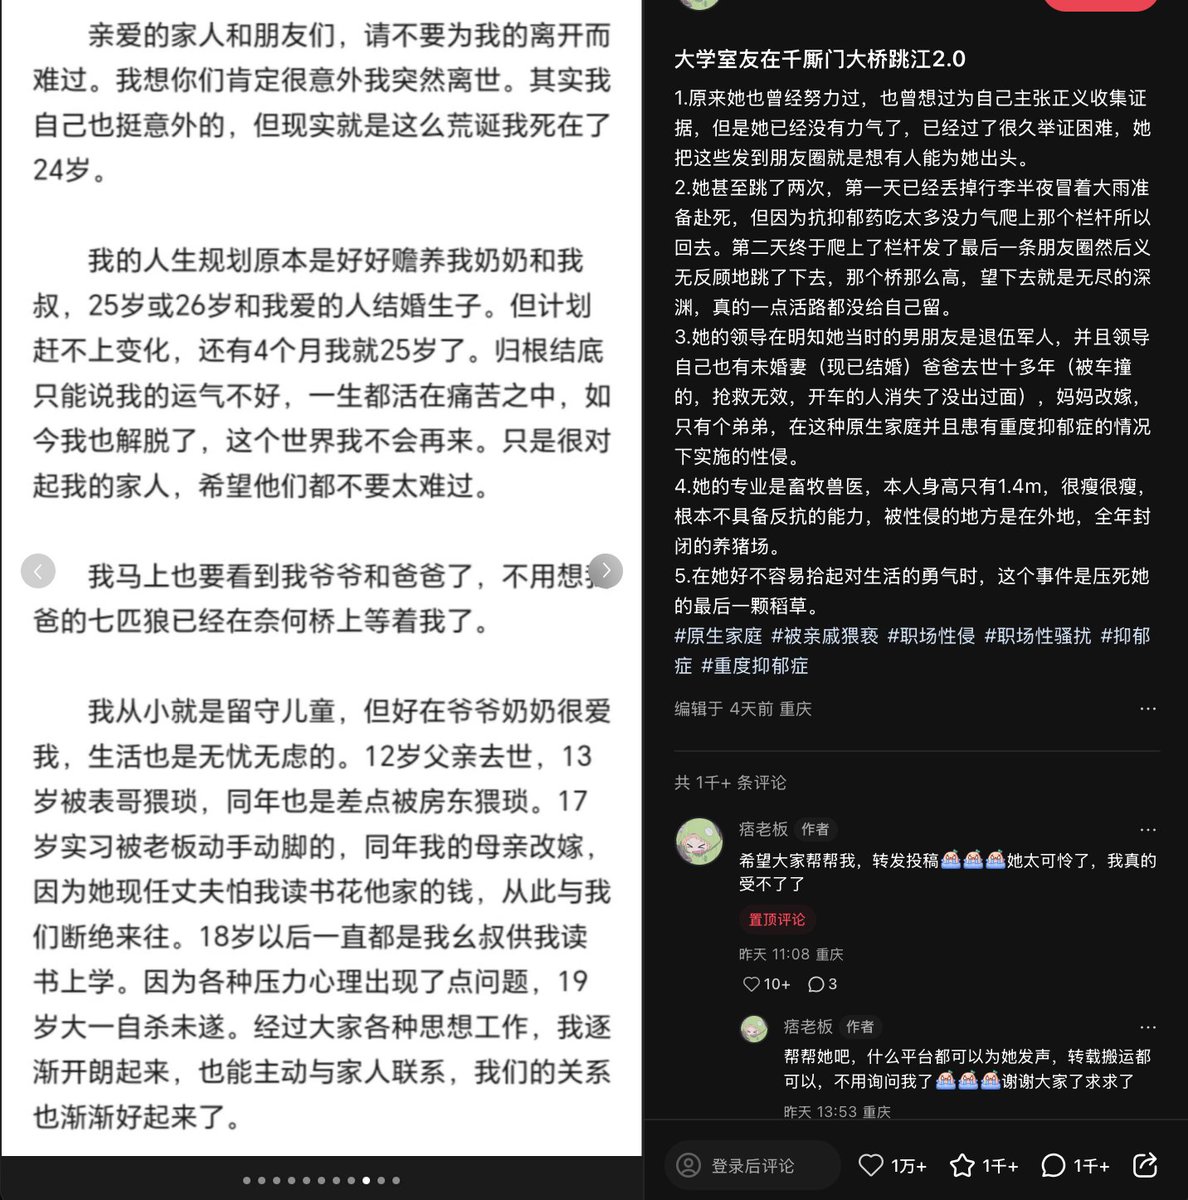 亲爱的家人和朋友们，请不要为我的离开而
难过。我想你们肯定很意外我突然离世。其实我
自己也挺意外的，但现实就是这么荒诞我死在了
24岁。
我的人生规划原本是好好赡养我奶奶和我
叔，25岁或26岁和我爱的人结婚生子。但计划
赶不上变化，还有4个月我就25岁了。归根结底
只能说我的运气不好，一生都活在痛苦之中，如
今我也解脱了，这个世界我不会再来。只是很对
起我的家人，希望他们都不要太难过。
我马上也要看到我爷爷和爸爸了，不用想
爸的七匹狼已经在奈何桥上等着我了。
我从小就是留守儿童，但好在爷爷奶奶很爱
我，生活也是无忧无虑的。12岁父亲去世，13
岁被表哥猥琐，同年也是差点被房东猥琐。17
岁实习被老板动手动脚的，同年我的母亲改嫁，
因为她现任丈夫怕我读书花他家的钱，从此与我
们断绝来往。18岁以后一直都是我幺叔供我读
书上学。因为各种压力心理出现了点问题，19
岁大一自杀未遂。经过大家各种思想工作，我逐
渐开朗起来，也能主动与家人联系，我们的关系
也渐渐好起来了。
大学室友在千厮门大桥跳江2.0
1.原来她也曾经努力过，也曾想过为自己主张正义收集证
据，但是她已经没有力气了，已经过了很久举证困难，她
把这些发到朋友圈就是想有人能为她出头。
2.她甚至跳了两次，第一天已经丢掉行李半夜冒着大雨准
备赴死，但因为抗抑郁药吃太多没力气爬上那个栏杆所以
回去。第二天终于爬上了栏杆发了最后一条朋友圈然后义
无反顾地跳了下去，那个桥那么高，望下去就是无尽的深
渊，真的一点活路都没给自己留。
3.她的领导在明知她当时的男朋友是退伍军人，并且领导
自己也有未婚妻（现已结婚）爸爸去世十多年（被车撞
的，抢救无效，开车的人消失了没出过面），妈妈改嫁，
只有个弟弟，在这种原生家庭并且患有重度抑郁症的情况
下实施的性侵。
4.她的专业是畜牧兽医，本人身高只有1.4m，很瘦很瘦，
根本不具备反抗的能力，被性侵的地方是在外地，全年封
闭的养猪场。
5.在她好不容易拾起对生活的勇气时，这个事件是压死她
的最后一颗稻草。
#原生家庭 #被亲戚猥亵 #职场性侵 #职场性骚扰 #抑郁
症 #重度抑郁症
编辑于 4天前 重庆
共 1千+ 条评论
痞老板 作者
希望大家帮帮我，转发投稿她太可怜了，我真的
受不了了
置顶评论
昨天 11:08 重庆
10+ 3
痞老板 作者
帮帮她吧，什么平台都可以为她发声，转载搬运都
可以，不用询问我了谢谢大家了求求了
昨天 13:53 重庆
登录后评论 1万+ 1千+ 1千+